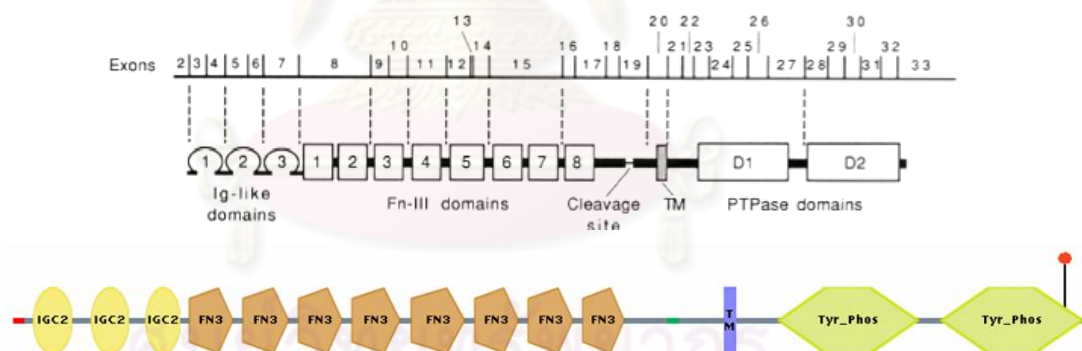 13 20 22 26 30
10 14 16 18 21 23 25 29 32
Exons 2 3 4 5 6 7 8 9 11 12 15 17 19 24 27 28 31 33
1 2 3 1 2 3 4 5 6 7 8 D1 D2
Ig-like domains
Fn-III domains
Cleavage site
TM
PTPase domains
IGC2 IGC2 IGC2 FN3 FN3 FN3 FN3 FN3 FN3 FN3 FN3 TM Tyr_Phos Tyr_Phos